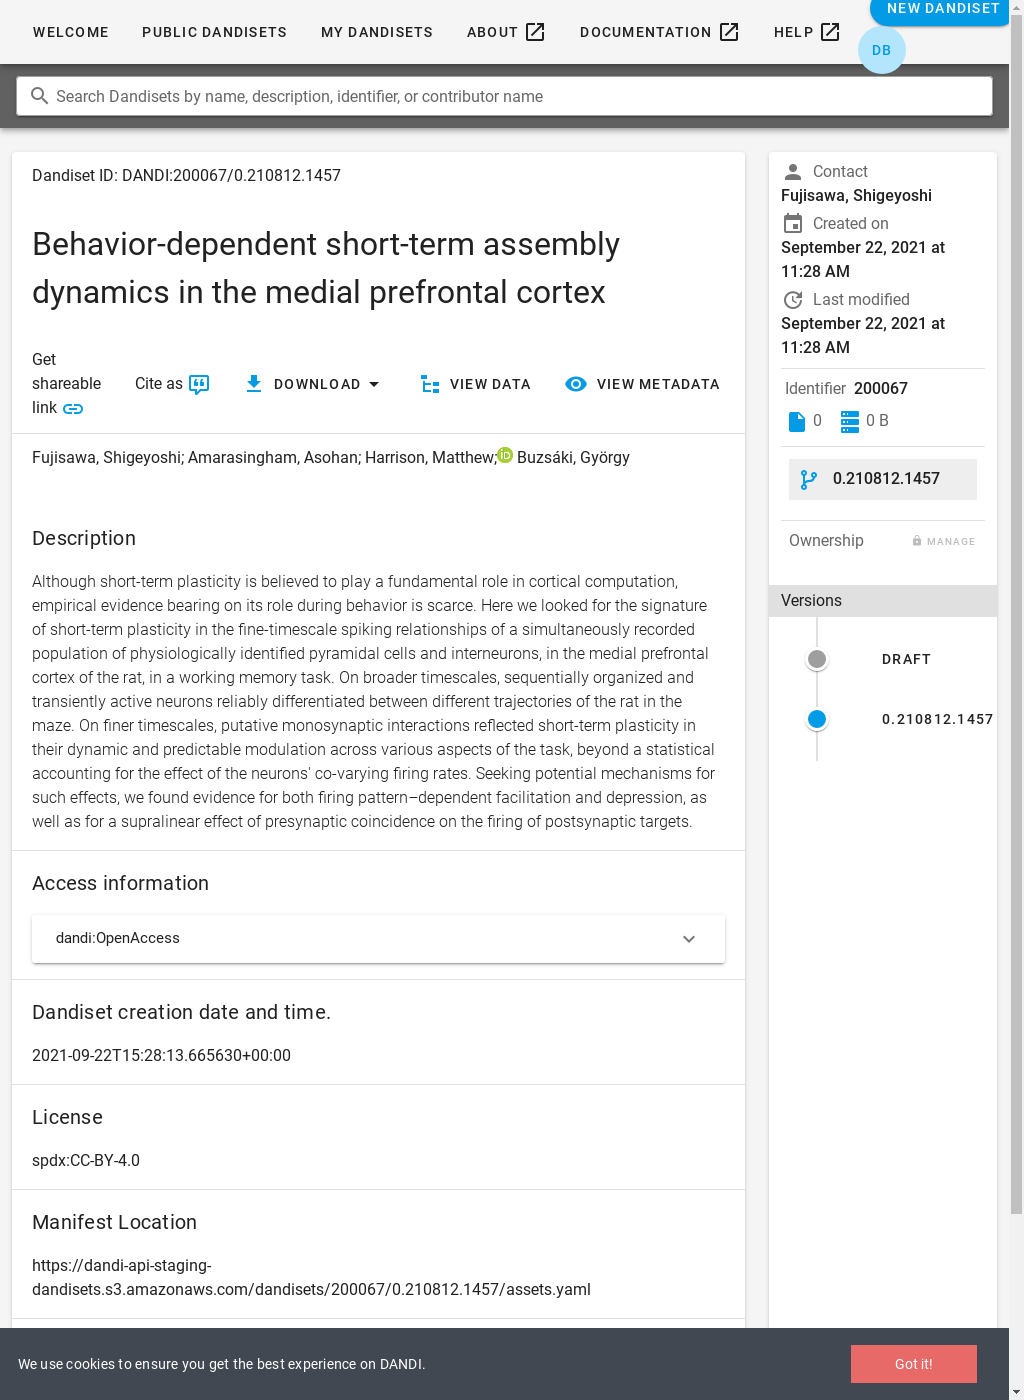 WELCOME
PUBLIC DANDISETS
MY DANDISETS
ABOUT
DOCUMENTATION
HELP
NEW DANDISET
DB
Search Dandisets by name, description, identifier, or contributor name
Dandiset ID: DANDI:200067/0.210812.1457
Behavior-dependent short-term assembly
dynamics in the medial prefrontal cortex
Get
shareable
link
Cite as
DOWNLOAD
VIEW DATA
VIEW METADATA
Fujisawa, Shigeyoshi; Amarasingham, Asohan; Harrison, Matthew; iD Buzsáki, György
Description
Although short-term plasticity is believed to play a fundamental role in cortical computation,
empirical evidence bearing on its role during behavior is scarce. Here we looked for the signature
of short-term plasticity in the fine-timescale spiking relationships of a simultaneously recorded
population of physiologically identified pyramidal cells and interneurons, in the medial prefrontal
cortex of the rat, in a working memory task. On broader timescales, sequentially organized and
transiently active neurons reliably differentiated between different trajectories of the rat in the
maze. On finer timescales, putative monosynaptic interactions reflected short-term plasticity in
their dynamic and predictable modulation across various aspects of the task, beyond a statistical
accounting for the effect of the neurons' co-varying firing rates. Seeking potential mechanisms for
such effects, we found evidence for both firing pattern–dependent facilitation and depression, as
well as for a supralinear effect of presynaptic coincidence on the firing of postsynaptic targets.
Access information
dandi:OpenAccess
Dandiset creation date and time.
2021-09-22T15:28:13.665630+00:00
License
spdx:CC-BY-4.0
Manifest Location
https://dandi-api-staging-
dandisets.s3.amazonaws.com/dandisets/200067/0.210812.1457/assets.yaml
Contact
Fujisawa, Shigeyoshi
Created on
September 22, 2021 at
11:28 AM
Last modified
September 22, 2021 at
11:28 AM
Identifier 200067
0
0 B
0.210812.1457
Ownership
MANAGE
Versions
DRAFT
0.210812.1457
We use cookies to ensure you get the best experience on DANDI.
Got it!